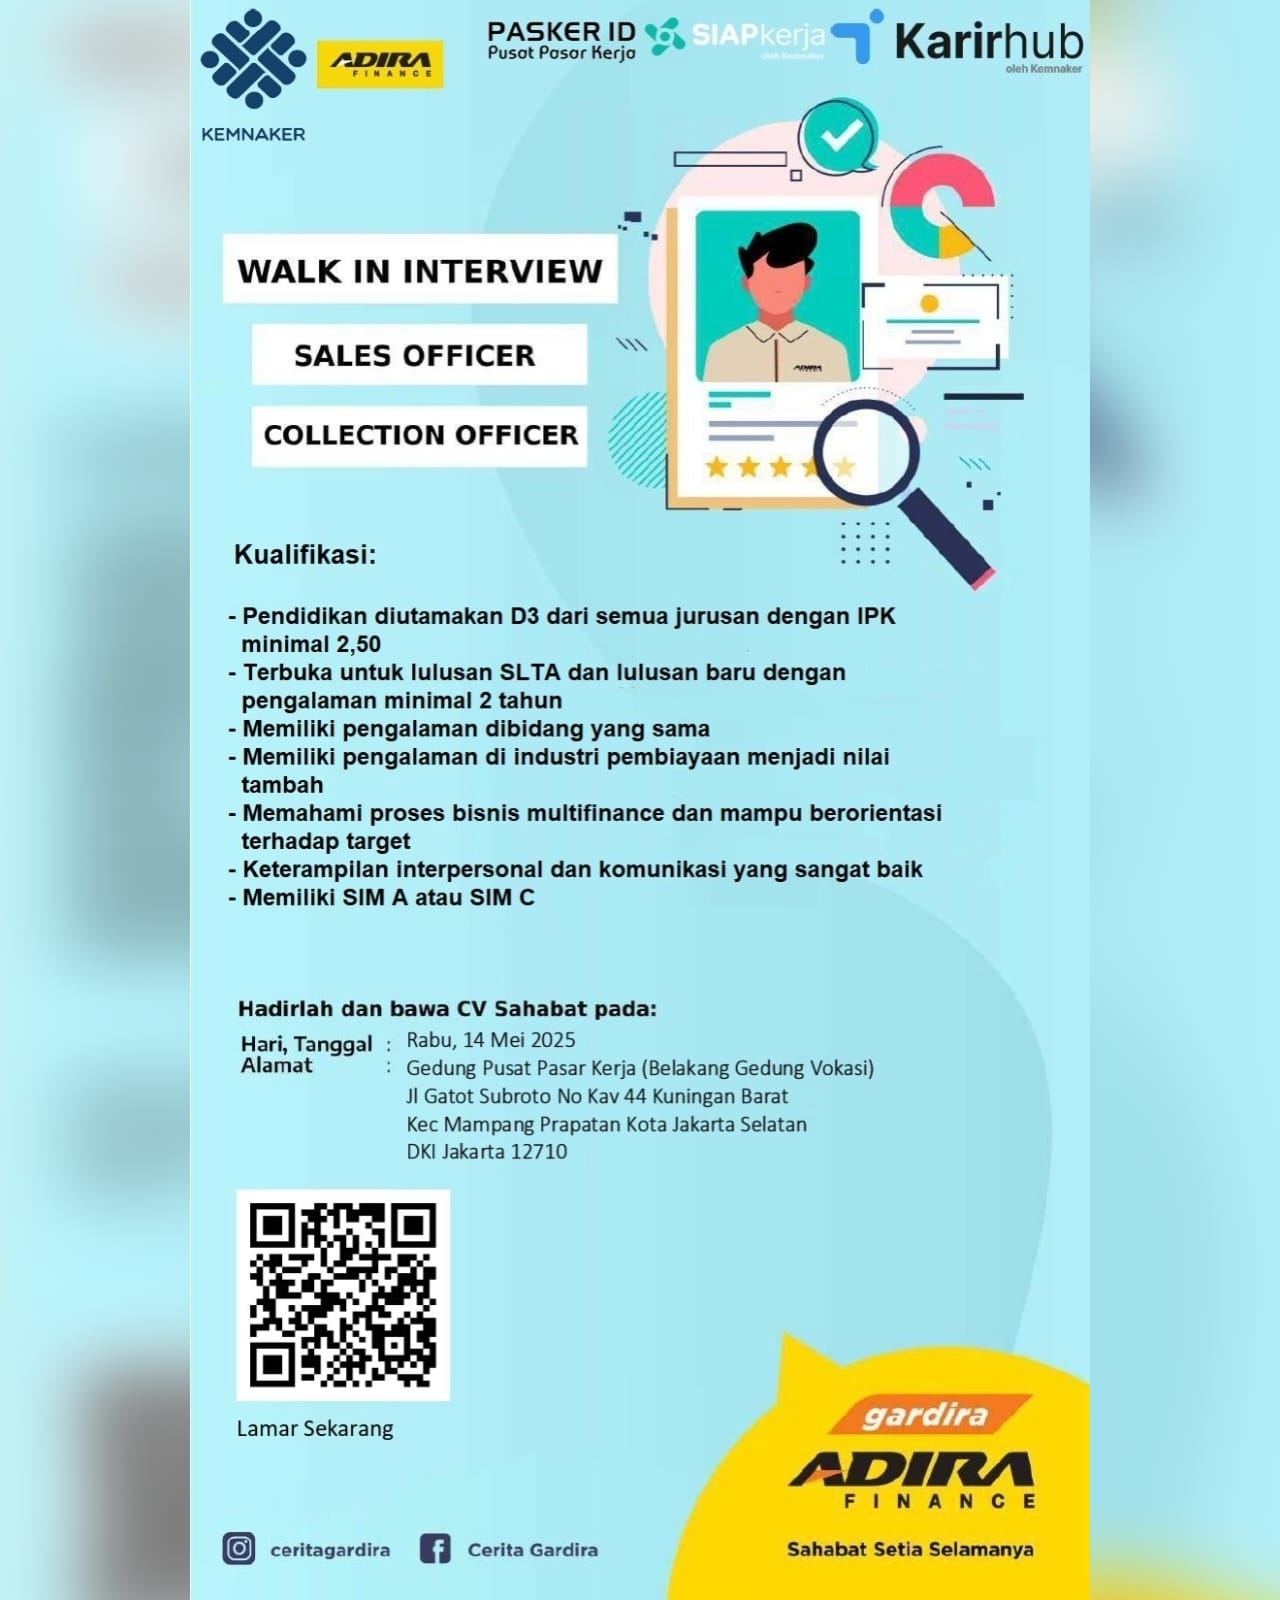 KEMNAKER
ADIRA
FINANCE
PASKER ID
Pusat Pasar Kerja
SIAPkerja
oleh Kemnaker
Karirhub
oleh Kemnaker
WALK IN INTERVIEW
SALES OFFICER
COLLECTION OFFICER
ADIRA
FINANCE
Kualifikasi:
- Pendidikan diutamakan D3 dari semua jurusan dengan IPK
minimal 2,50
- Terbuka untuk lulusan SLTA dan lulusan baru dengan
pengalaman minimal 2 tahun
- Memiliki pengalaman dibidang yang sama
- Memiliki pengalaman di industri pembiayaan menjadi nilai
tambah
- Memahami proses bisnis multifinance dan mampu berorientasi
terhadap target
- Keterampilan interpersonal dan komunikasi yang sangat baik
- Memiliki SIM A atau SIM C
Hadirlah dan bawa CV Sahabat pada:
Hari, Tanggal : Rabu, 14 Mei 2025
Alamat : Gedung Pusat Pasar Kerja (Belakang Gedung Vokasi)
Jl Gatot Subroto No Kav 44 Kuningan Barat
Kec Mampang Prapatan Kota Jakarta Selatan
DKI Jakarta 12710
Lamar Sekarang
gardira
ADIRA
FINANCE
Sahabat Setia Selamanya
ceritagardira
Cerita Gardira